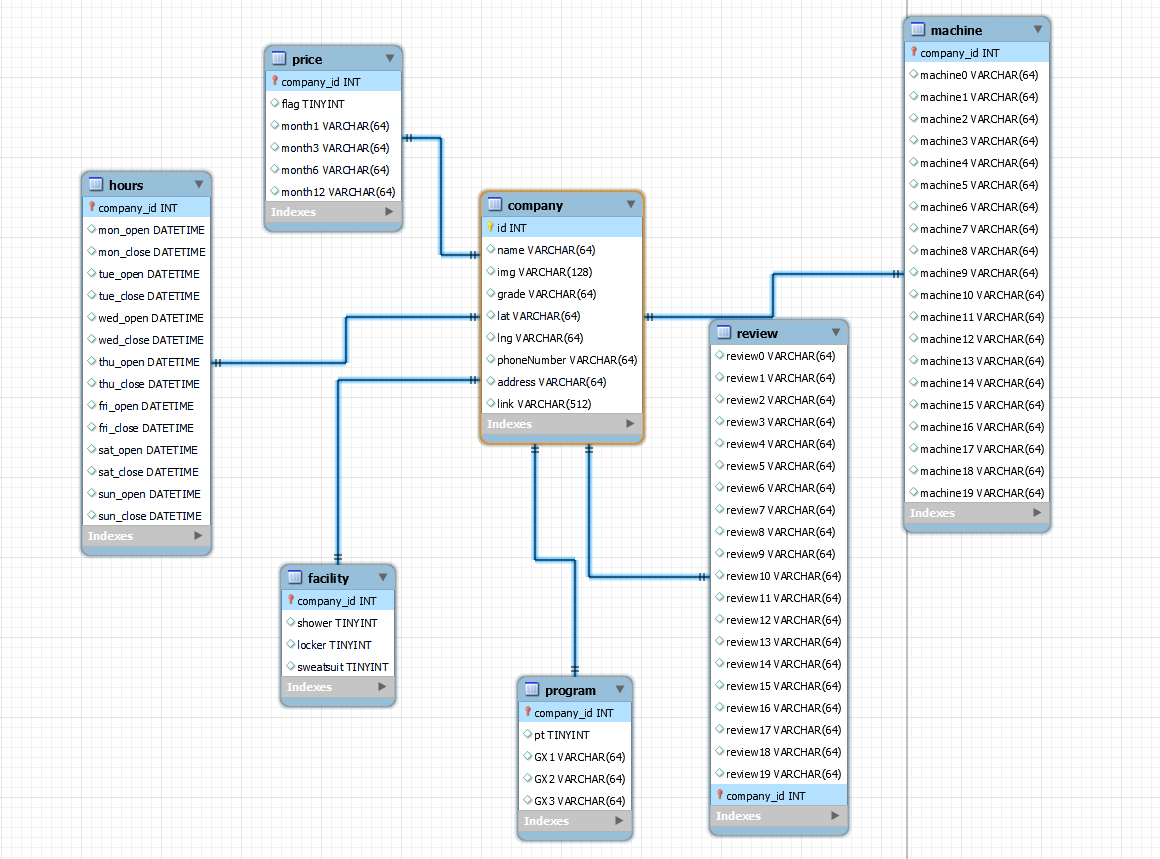 price
company_id INT
flag TINYINT
month1 VARCHAR(64)
month3 VARCHAR(64)
month6 VARCHAR(64)
month12 VARCHAR(64)
Indexes
hours
company_id INT
mon_open DATETIME
mon_close DATETIME
tue_open DATETIME
tue_close DATETIME
wed_open DATETIME
wed_close DATETIME
thu_open DATETIME
thu_close DATETIME
fri_open DATETIME
fri_close DATETIME
sat_open DATETIME
sat_close DATETIME
sun_open DATETIME
sun_close DATETIME
Indexes
facility
company_id INT
shower TINYINT
locker TINYINT
sweatsuit TINYINT
Indexes
company
id INT
name VARCHAR(64)
img VARCHAR(128)
grade VARCHAR(64)
lat VARCHAR(64)
lng VARCHAR(64)
phoneNumber VARCHAR(64)
address VARCHAR(64)
link VARCHAR(512)
Indexes
program
company_id INT
pt TINYINT
GX1 VARCHAR(64)
GX2 VARCHAR(64)
GX3 VARCHAR(64)
Indexes
review
review0 VARCHAR(64)
review1 VARCHAR(64)
review2 VARCHAR(64)
review3 VARCHAR(64)
review4 VARCHAR(64)
review5 VARCHAR(64)
review6 VARCHAR(64)
review7 VARCHAR(64)
review8 VARCHAR(64)
review9 VARCHAR(64)
review10 VARCHAR(64)
review11 VARCHAR(64)
review12 VARCHAR(64)
review13 VARCHAR(64)
review14 VARCHAR(64)
review15 VARCHAR(64)
review16 VARCHAR(64)
review17 VARCHAR(64)
review18 VARCHAR(64)
review19 VARCHAR(64)
company_id INT
Indexes
machine
company_id INT
machine0 VARCHAR(64)
machine1 VARCHAR(64)
machine2 VARCHAR(64)
machine3 VARCHAR(64)
machine4 VARCHAR(64)
machine5 VARCHAR(64)
machine6 VARCHAR(64)
machine7 VARCHAR(64)
machine8 VARCHAR(64)
machine9 VARCHAR(64)
machine10 VARCHAR(64)
machine11 VARCHAR(64)
machine12 VARCHAR(64)
machine13 VARCHAR(64)
machine14 VARCHAR(64)
machine15 VARCHAR(64)
machine16 VARCHAR(64)
machine17 VARCHAR(64)
machine18 VARCHAR(64)
machine19 VARCHAR(64)
Indexes